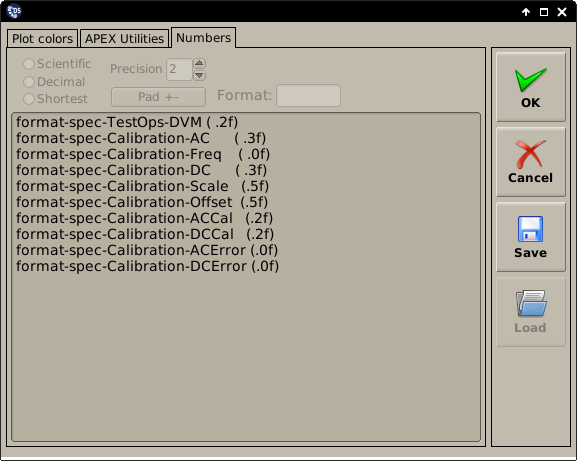 DS
Plot colors
APEX Utilities
Numbers
Scientific
Decimal
Shortest
Precision 2
Pad +-
Format:
format-spec-TestOps-DVM ( .2f)
format-spec-Calibration-AC ( .3f)
format-spec-Calibration-Freq ( .0f)
format-spec-Calibration-DC ( .3f)
format-spec-Calibration-Scale (.5f)
format-spec-Calibration-Offset (.5f)
format-spec-Calibration-ACCal (.2f)
format-spec-Calibration-DCCal (.2f)
format-spec-Calibration-ACError (.0f)
format-spec-Calibration-DCError (.0f)
OK
Cancel
Save
Load